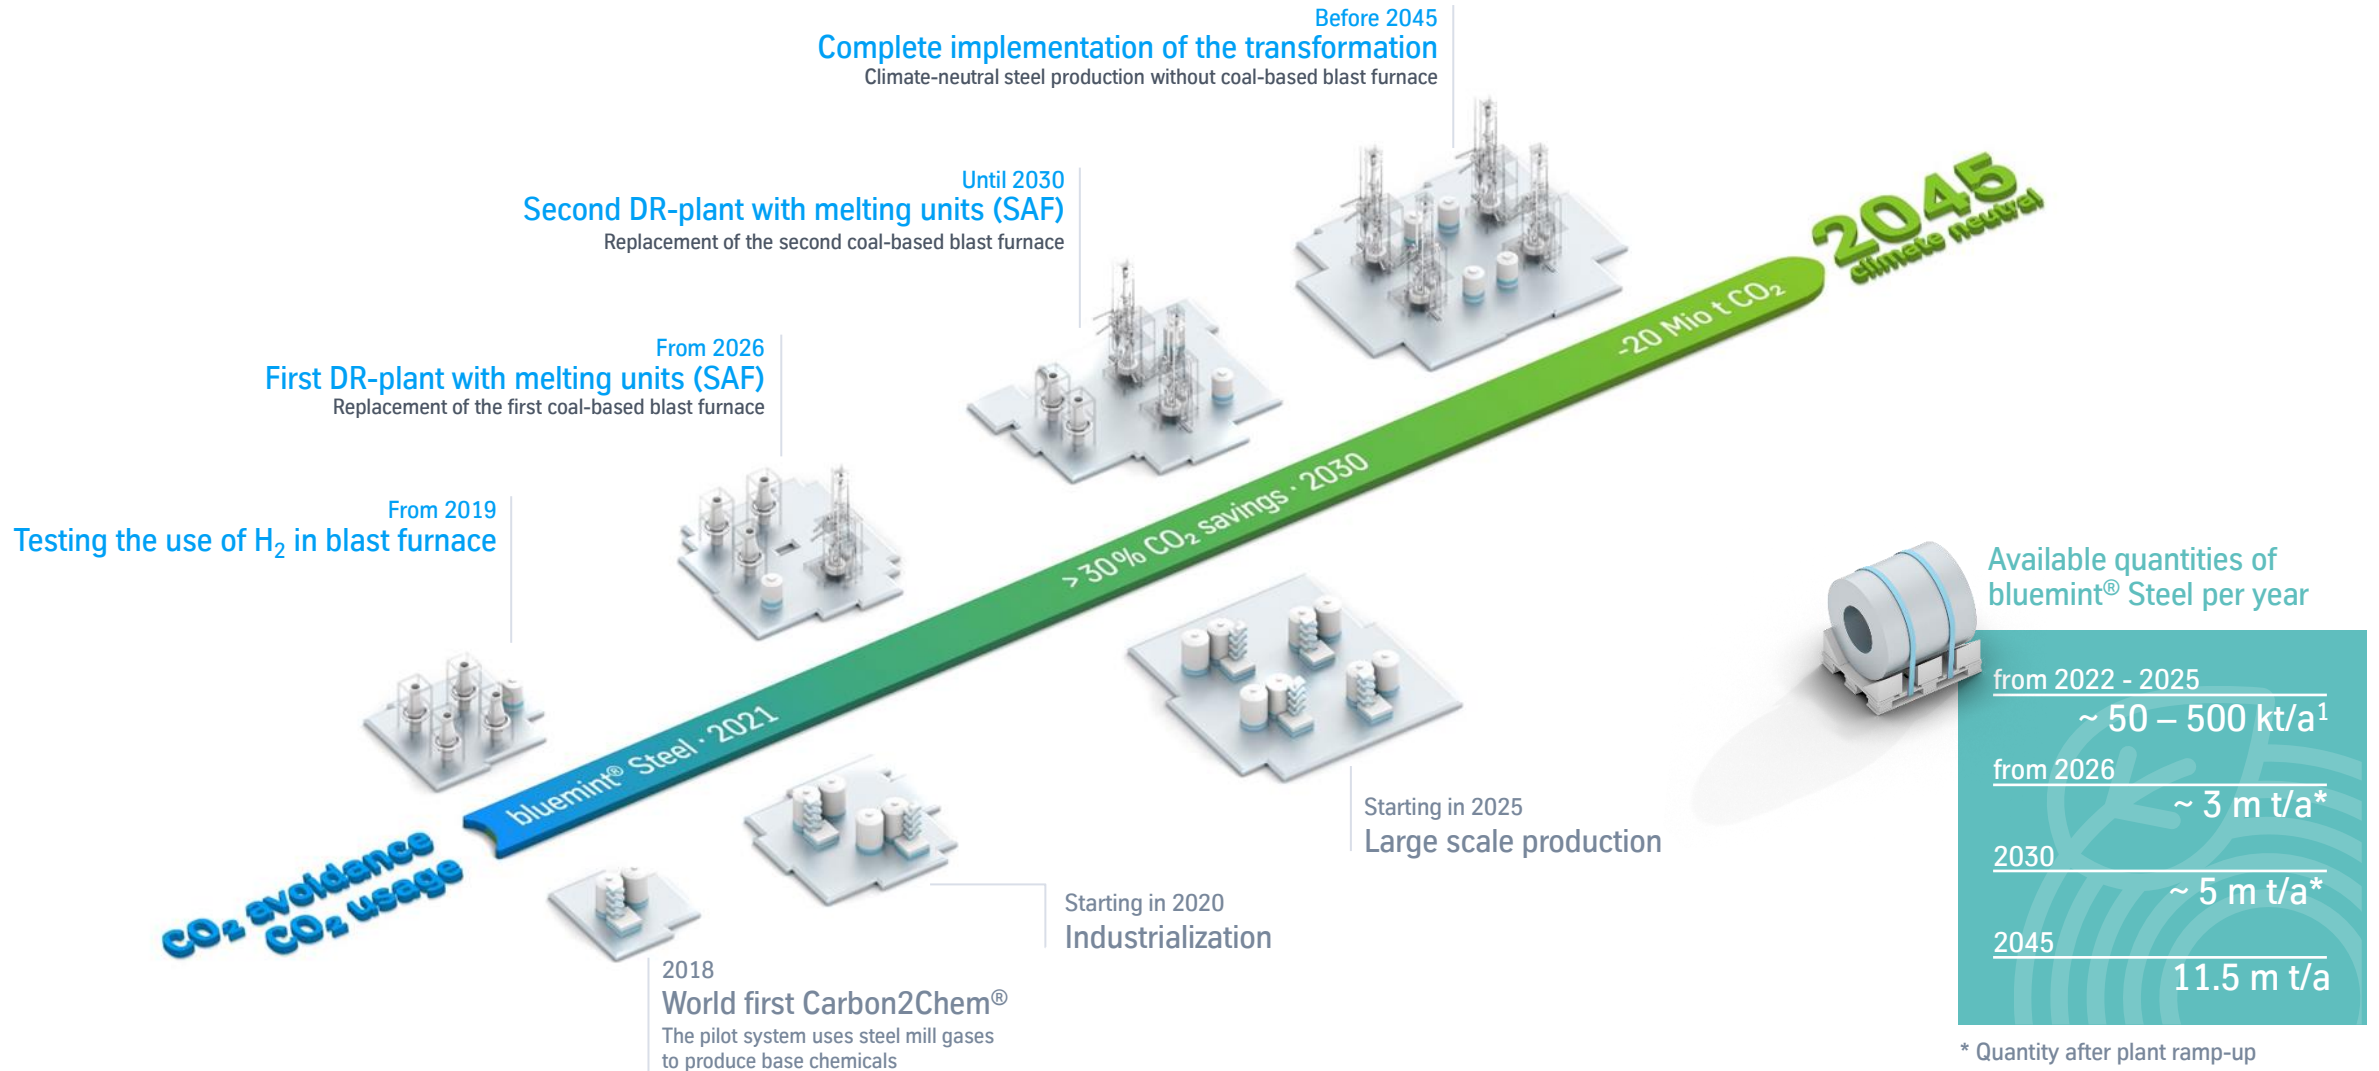 Before 2045
Complete implementation of the transformation
Climate-neutral steel production without coal-based blast furnace
Until 2030
Second DR-plant with melting units (SAF)
Replacement of the second coal-based blast furnace
From 2026
First DR-plant with melting units (SAF)
Replacement of the first coal-based blast furnace
From 2019
Testing the use of H₂ in blast furnace
CO₂ avoidance
CO₂ usage
bluemint® Steel · 2021
> 30% CO₂ savings · 2030
-20 Mio t CO₂
2045
climate neutral
2018
World first Carbon2Chem®
The pilot system uses steel mill gases
to produce base chemicals
Starting in 2020
Industrialization
Starting in 2025
Large scale production
Available quantities of
bluemint® Steel per year
from 2022 - 2025
~ 50 – 500 kt/a¹
from 2026
~ 3 m t/a*
2030
~ 5 m t/a*
2045
11.5 m t/a
* Quantity after plant ramp-up